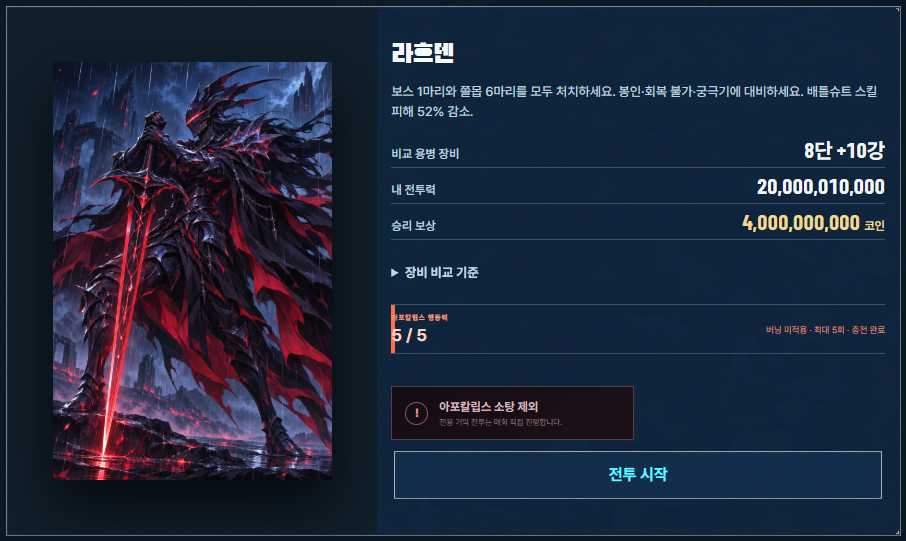 라흐덴
보스 1마리와 쫄몹 6마리를 모두 처치하세요. 봉인·회복 불가·궁극기에 대비하세요. 배틀슈트 스킬
피해 52% 감소.
비교 용병 장비 8단 +10강
내 전투력 20,000,010,000
승리 보상 4,000,000,000 코인
▶ 장비 비교 기준
아포칼립스 행동력
5 / 5
버닝 미적용 · 최대 5회 · 충전 완료
! 아포칼립스 소탕 제외
전용 기믹 전투는 매회 직접 진행합니다.
전투 시작